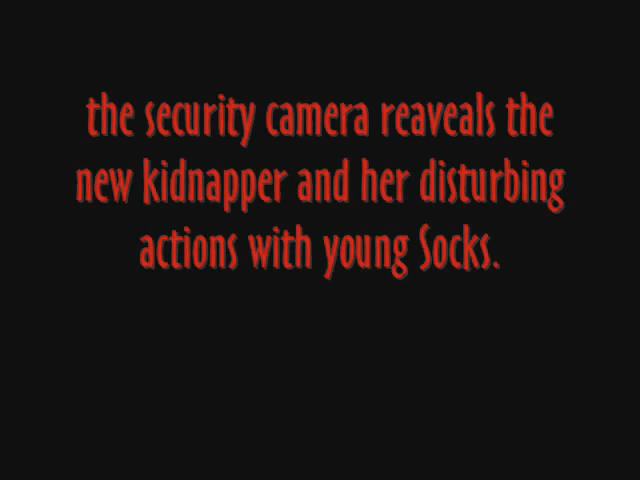 the security camera reaveals the
new kidnapper and her disturbing
actions with young Socks.